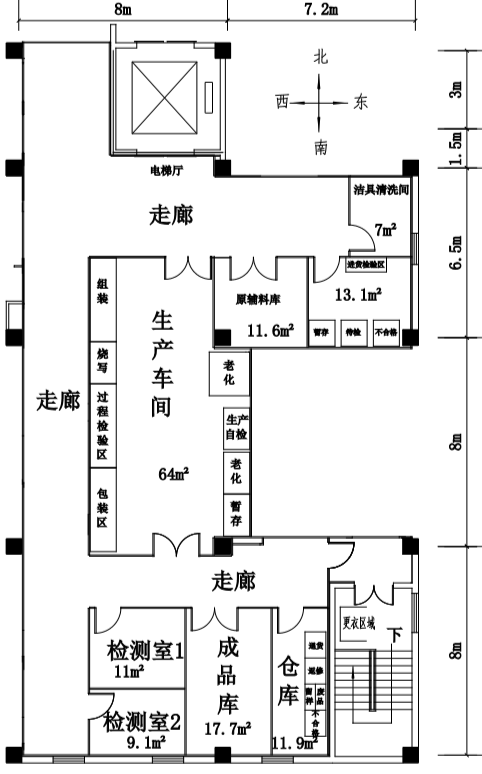 8m
7.2m
北
西
东
南
3m
1.5m
6.5m
8m
8m
电梯厅
走廊
洁具清洗间
7m²
进货检验区
13.1m²
暂存
待检
不合格
原辅料库
11.6m²
组装
烧写
过程检验区
包装区
生产车间
64m²
老化
生产
自检
老化
暂存
走廊
走廊
检测室1
11m²
检测室2
9.1m²
成品库
17.7m²
仓库
11.9m²
退货
返修
留样
废品
不合格
更衣区域
下